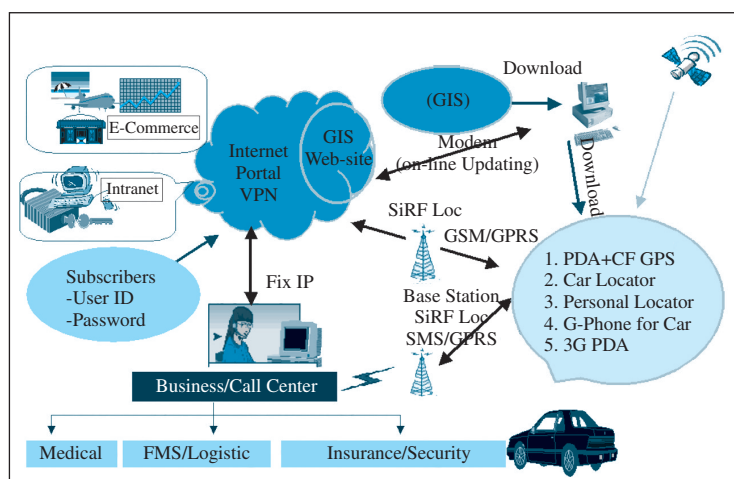 Download
(GIS)
E-Commerce
GIS
Web-site
Internet
Portal
VPN
Modem
(on-line Updating)
Download
Intranet
SiRF Loc
GSM/GPRS
Subscribers
-User ID
-Password
Fix IP
1. PDA+CF GPS
2. Car Locator
3. Personal Locator
4. G-Phone for Car
5. 3G PDA
Base Station
SiRF Loc
SMS/GPRS
Business/Call Center
Medical
FMS/Logistic
Insurance/Security